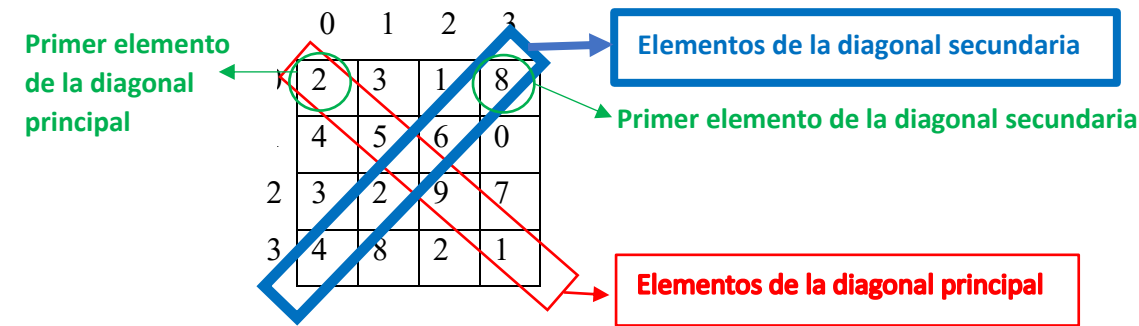 0 1 2 3
Primer elemento
de la diagonal
principal
Elementos de la diagonal secundaria
2 3 1 8
Primer elemento de la diagonal secundaria
4 5 6 0
2 3 2 9 7
3 4 8 2 1
Elementos de la diagonal principal